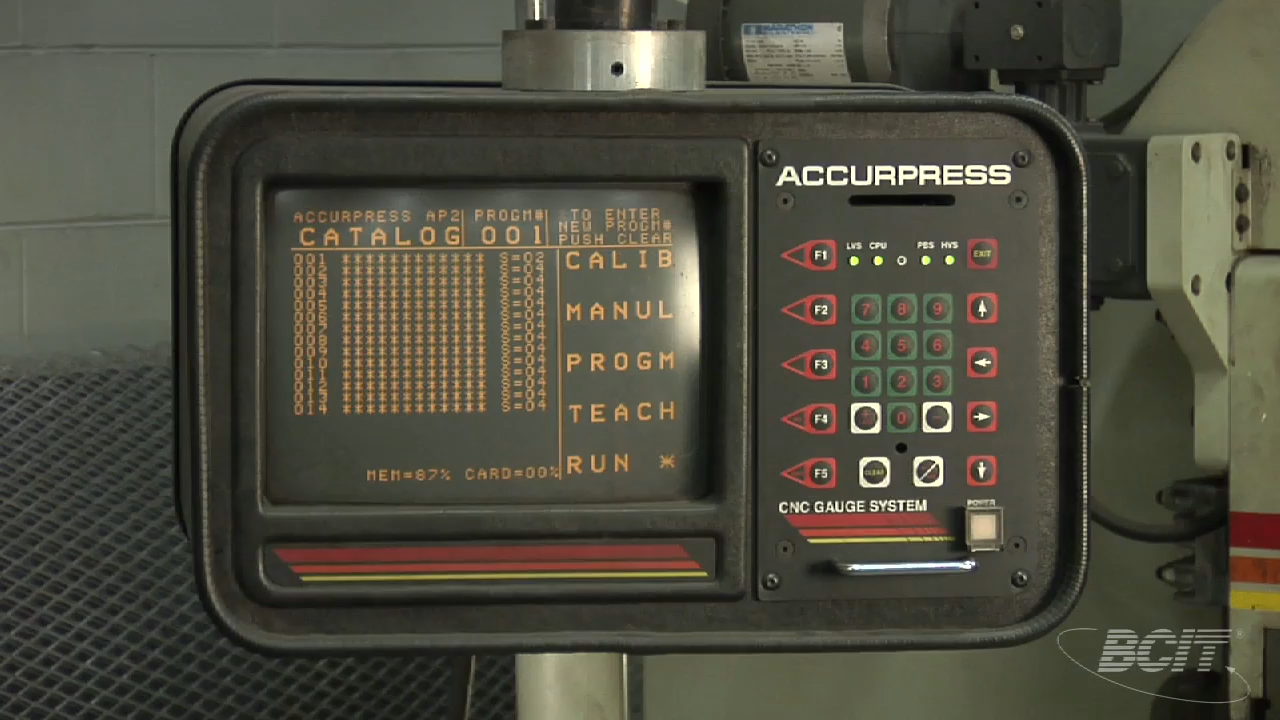 ACCURPRESS AP2 PROGM# TO ENTER
NEW PROGM#
CATALOG 001 PUSH CLEAR
001 ************ S=02
002 ************ S=04
003 ************ S=04
004 ************ S=04
005 ************ S=04
006 ************ S=04
007 ************ S=04
008 ************ S=04
009 ************ S=04
010 ************ S=04
011 ************ S=04
012 ************ S=04
013 ************ S=04
014 ************ S=04
CALIB
MANUL
PROGM
TEACH
RUN *
MEM=87% CARD=00%
ACCURPRESS
LVS CPU PBS HVS
F1 EXIT
F2 7 8 9
F3 4 5 6
1 2 3
F4 0
F5 CLEAR
CNC GAUGE SYSTEM
POWER
BCIT